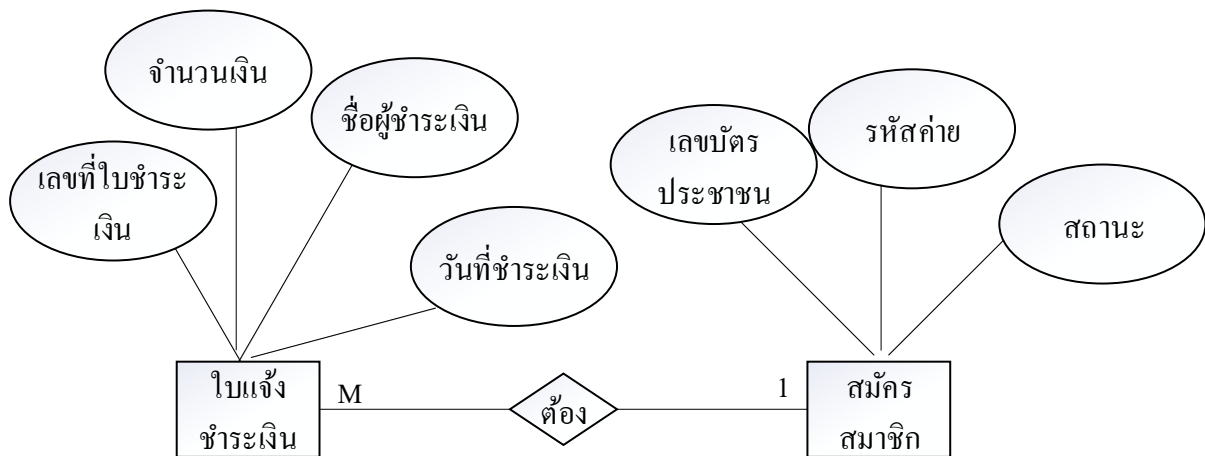 จำนวนเงิน
ชื่อผู้ชำระเงิน
เลขที่ใบชำระ
เงิน
วันที่ชำระเงิน
เลขบัตร
ประชาชน
รหัสค่าย
สถานะ
ใบแจ้ง
ชำระเงิน
M
ต้อง
1
สมัคร
สมาชิก